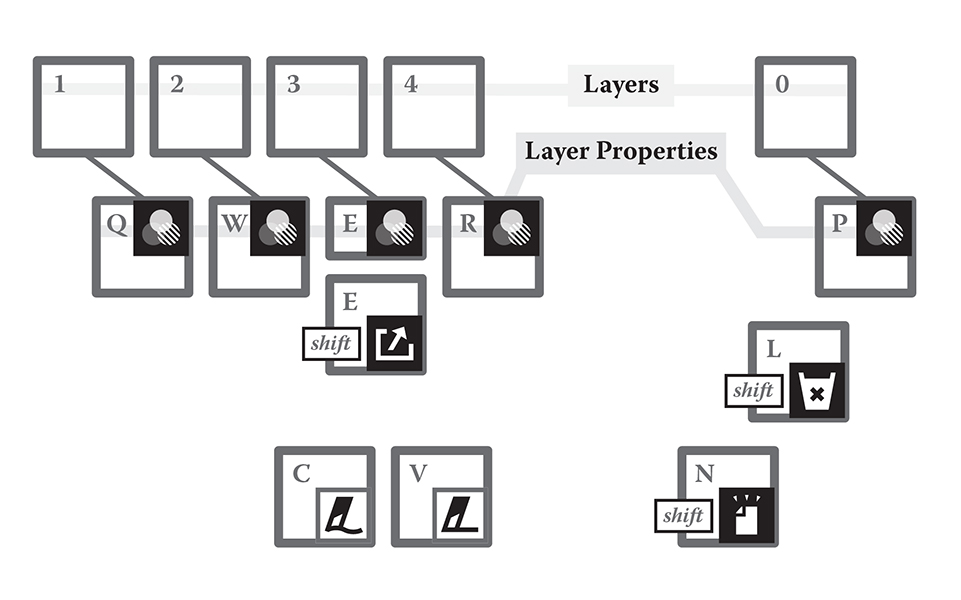 1 2 3 4 Layers 0
Layer Properties
Q W E R P
E
shift
L
shift
C V N
shift